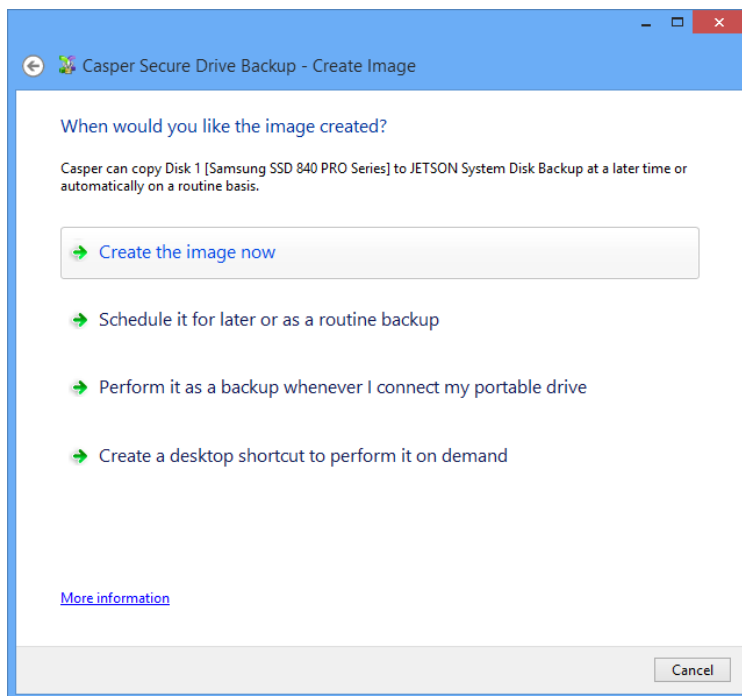 Casper Secure Drive Backup - Create Image
When would you like the image created?
Casper can copy Disk 1 [Samsung SSD 840 PRO Series] to JETSON System Disk Backup at a later time or
automatically on a routine basis.
Create the image now
Schedule it for later or as a routine backup
Perform it as a backup whenever I connect my portable drive
Create a desktop shortcut to perform it on demand
More information
Cancel